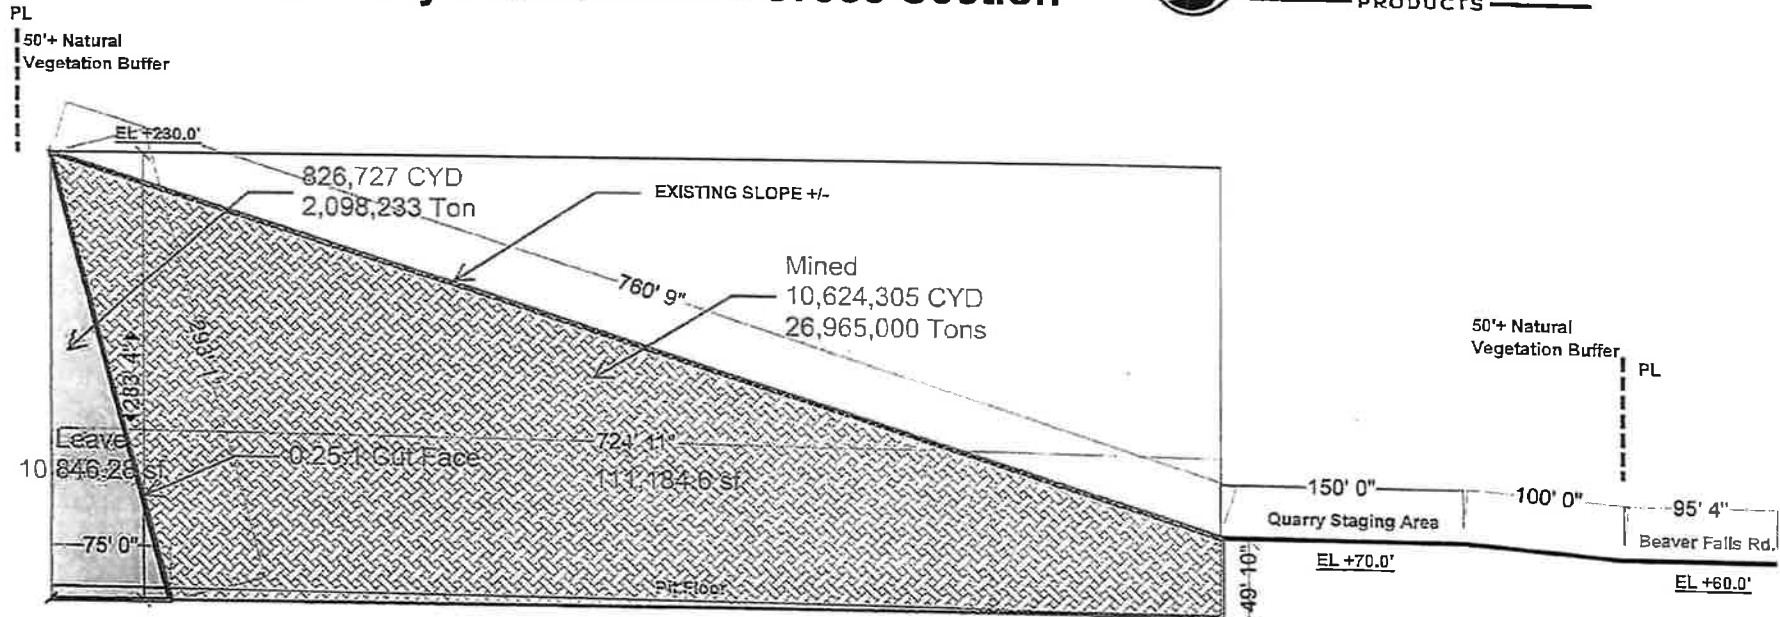 Cross Section
PRODUCTS
PL
50'+ Natural
Vegetation Buffer
EL +230.0'
826,727 CYD
2,098,233 Ton
EXISTING SLOPE +/-
760' 9"
Mined
10,624,305 CYD
26,965,000 Tons
50'+ Natural
Vegetation Buffer
PL
283' 4"
Leave
10,846.28 sf
0.25:1 Cut Face
724' 11"
111,184.6 sf
150' 0"
100' 0"
95' 4"
Quarry Staging Area
Beaver Falls Rd.
75' 0"
EL +70.0'
EL +60.0'
Pit Floor
49' 10"